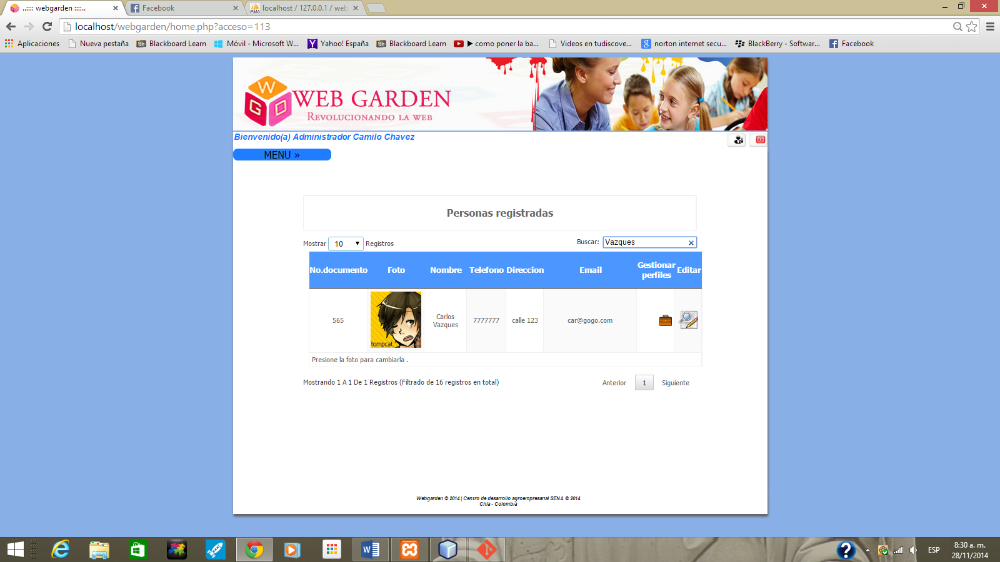 ..:::: webgarden ::::..
Facebook
localhost / 127.0.0.1 / web
localhost/webgarden/home.php?acceso=113
Aplicaciones
Nueva pestaña
Blackboard Learn
Móvil - Microsoft W...
Yahoo! España
Blackboard Learn
como poner la ba...
Videos en tudiscove...
norton internet secu...
BlackBerry - Softwar...
Facebook
W G D
WEB GARDEN
REVOLUCIONANDO LA WEB
Bienvenido(a) Administrador Camilo Chavez
MENU »
Personas registradas
Mostrar 10 Registros
Buscar: Vazques
No.documento Foto Nombre Telefono Direccion Email Gestionar perfiles Editar
565 Carlos Vazques 7777777 calle 123 car@gogo.com
tompcat
Presione la foto para cambiarla .
Mostrando 1 A 1 De 1 Registros (Filtrado de 16 registros en total)
Anterior 1 Siguiente
Webgarden © 2014 | Centro de desarrollo agroempresarial SENA © 2014
Chía - Colombia
ESP
8:30 a. m.
28/11/2014